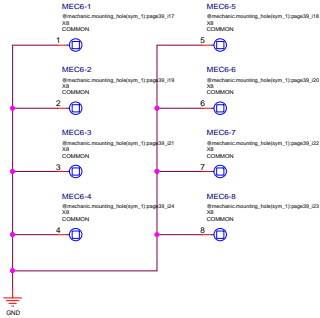 MEC6-1
@mechanic.mounting_hole(sym_1):page39_i17
X8
COMMON
1
MEC6-2
@mechanic.mounting_hole(sym_1):page39_i19
X8
COMMON
2
MEC6-3
@mechanic.mounting_hole(sym_1):page39_i21
X8
COMMON
3
MEC6-4
@mechanic.mounting_hole(sym_1):page39_i24
X8
COMMON
4
MEC6-5
@mechanic.mounting_hole(sym_1):page39_i18
X8
COMMON
5
MEC6-6
@mechanic.mounting_hole(sym_1):page39_i20
X8
COMMON
6
MEC6-7
@mechanic.mounting_hole(sym_1):page39_i22
X8
COMMON
7
MEC6-8
@mechanic.mounting_hole(sym_1):page39_i23
X8
COMMON
8
GND